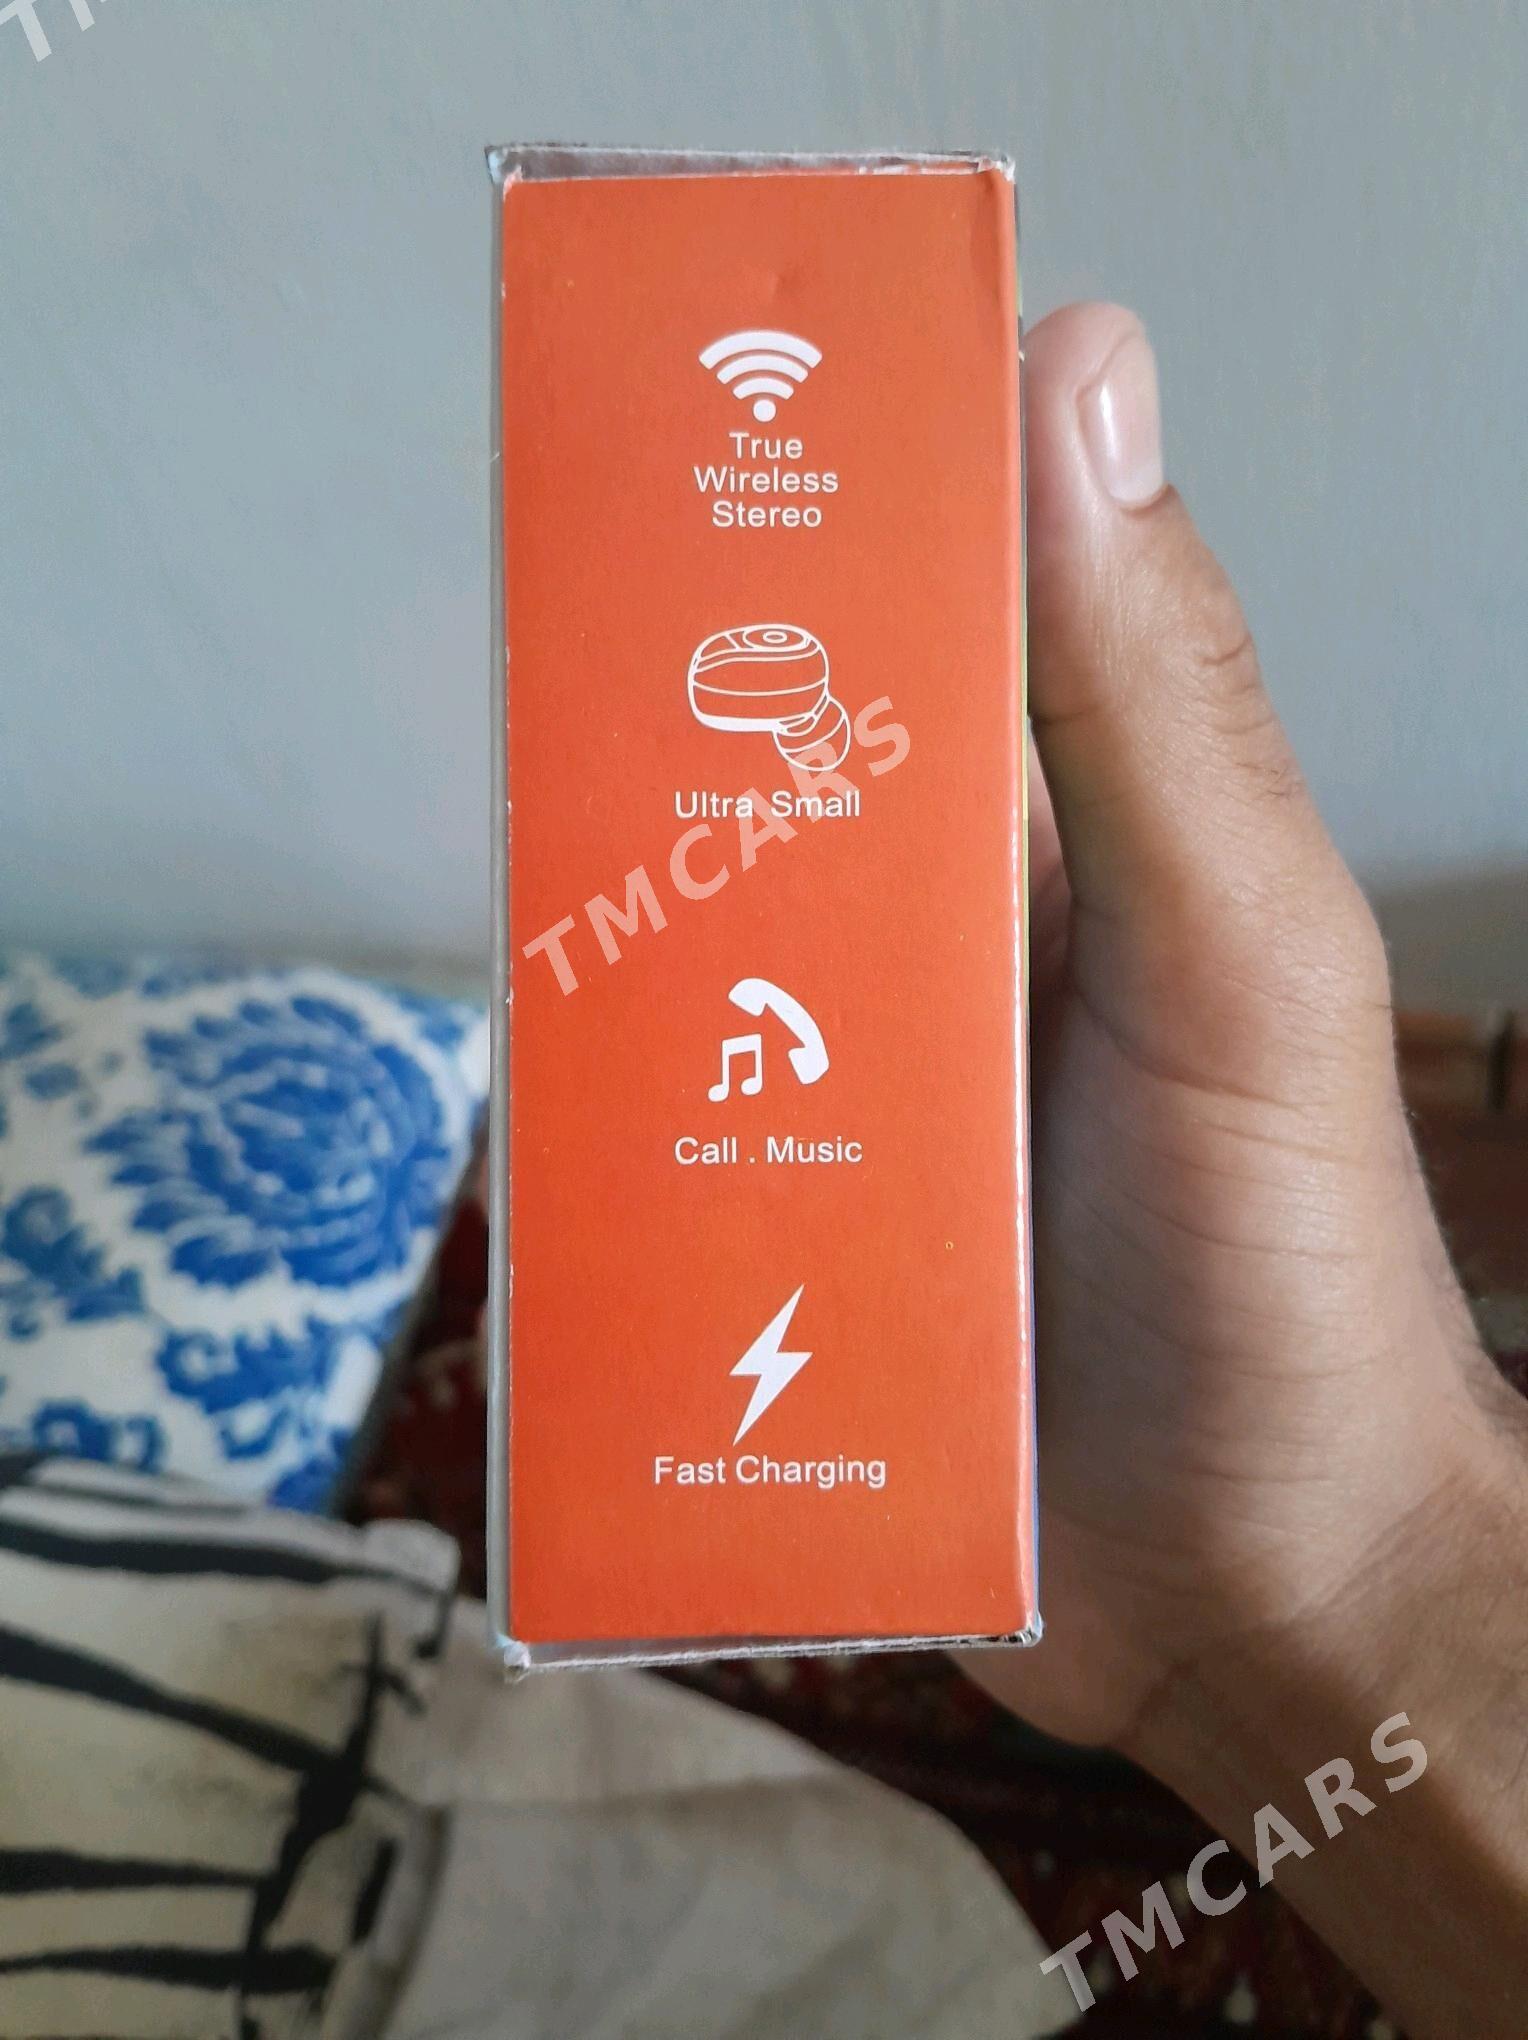 True
Wireless
Stereo
Ultra Small
TMCARS
Call . Music
Fast Charging
TMCARS